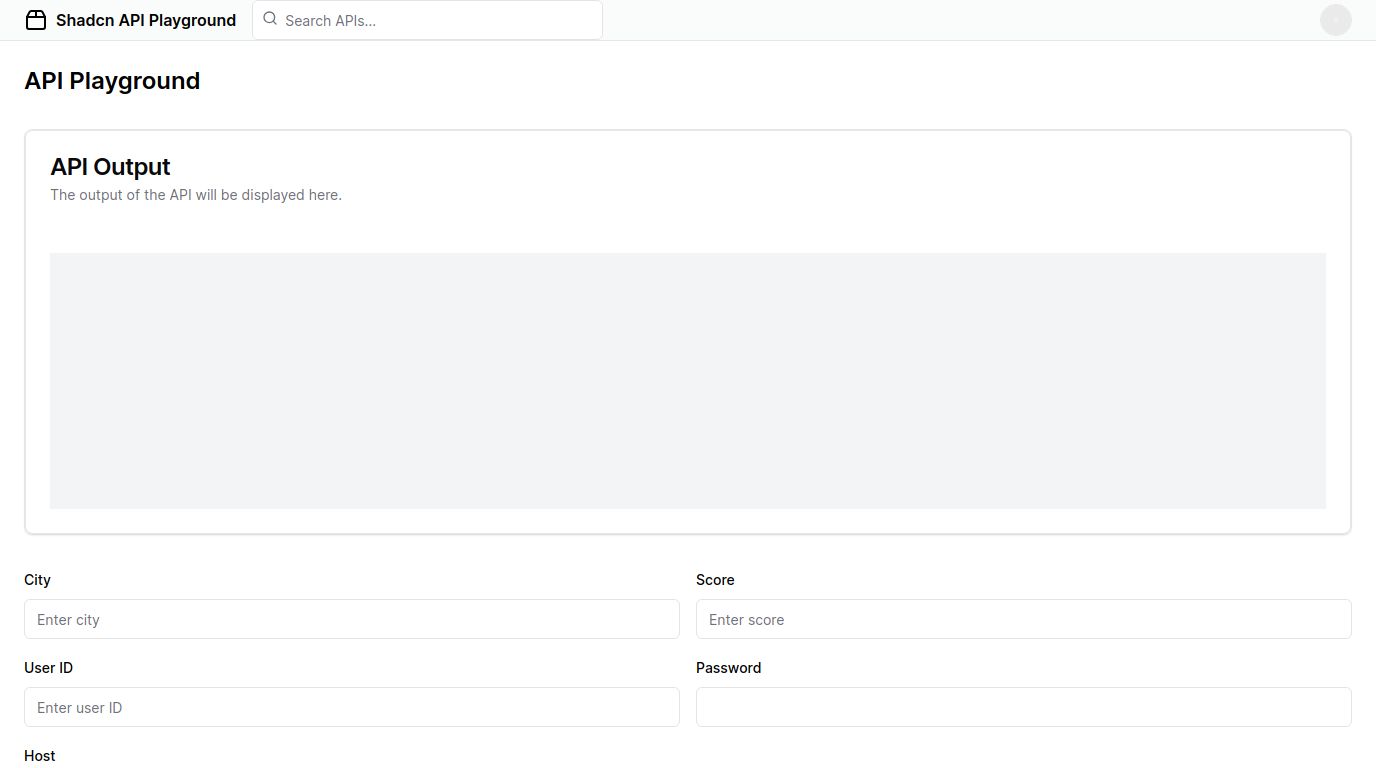 Shadcn API Playground
Search APIs...
API Playground
API Output
The output of the API will be displayed here.
City
Score
Enter city
Enter score
User ID
Password
Enter user ID
Host